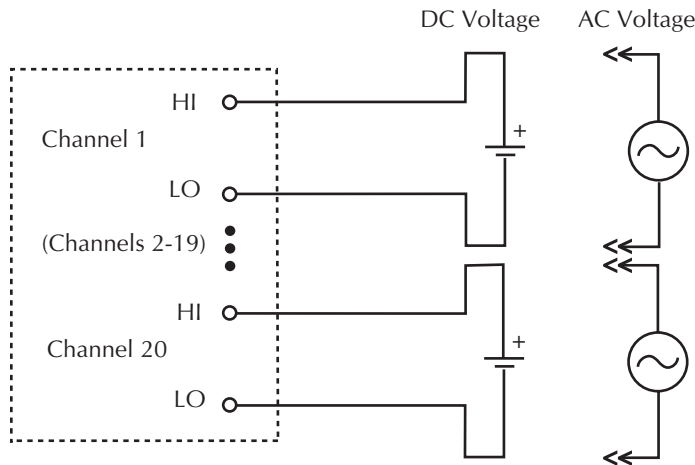 DC Voltage AC Voltage
HI
+
Channel 1
LO
(Channels 2-19)
HI
+
Channel 20
LO